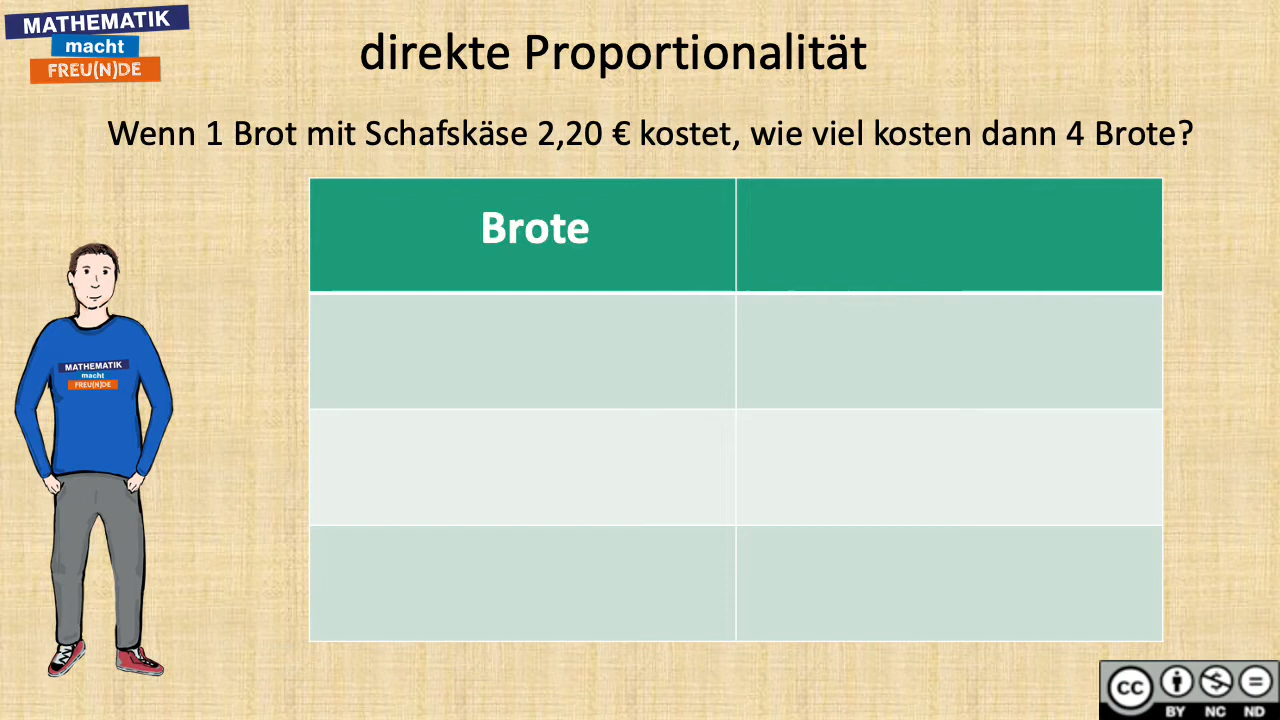 MATHEMATIK
macht
FREU(N)DE
direkte Proportionalität
Wenn 1 Brot mit Schafskäse 2,20 € kostet, wie viel kosten dann 4 Brote?
Brote
MATHEMATIK
macht
FREU(N)DE
CC
BY NC ND